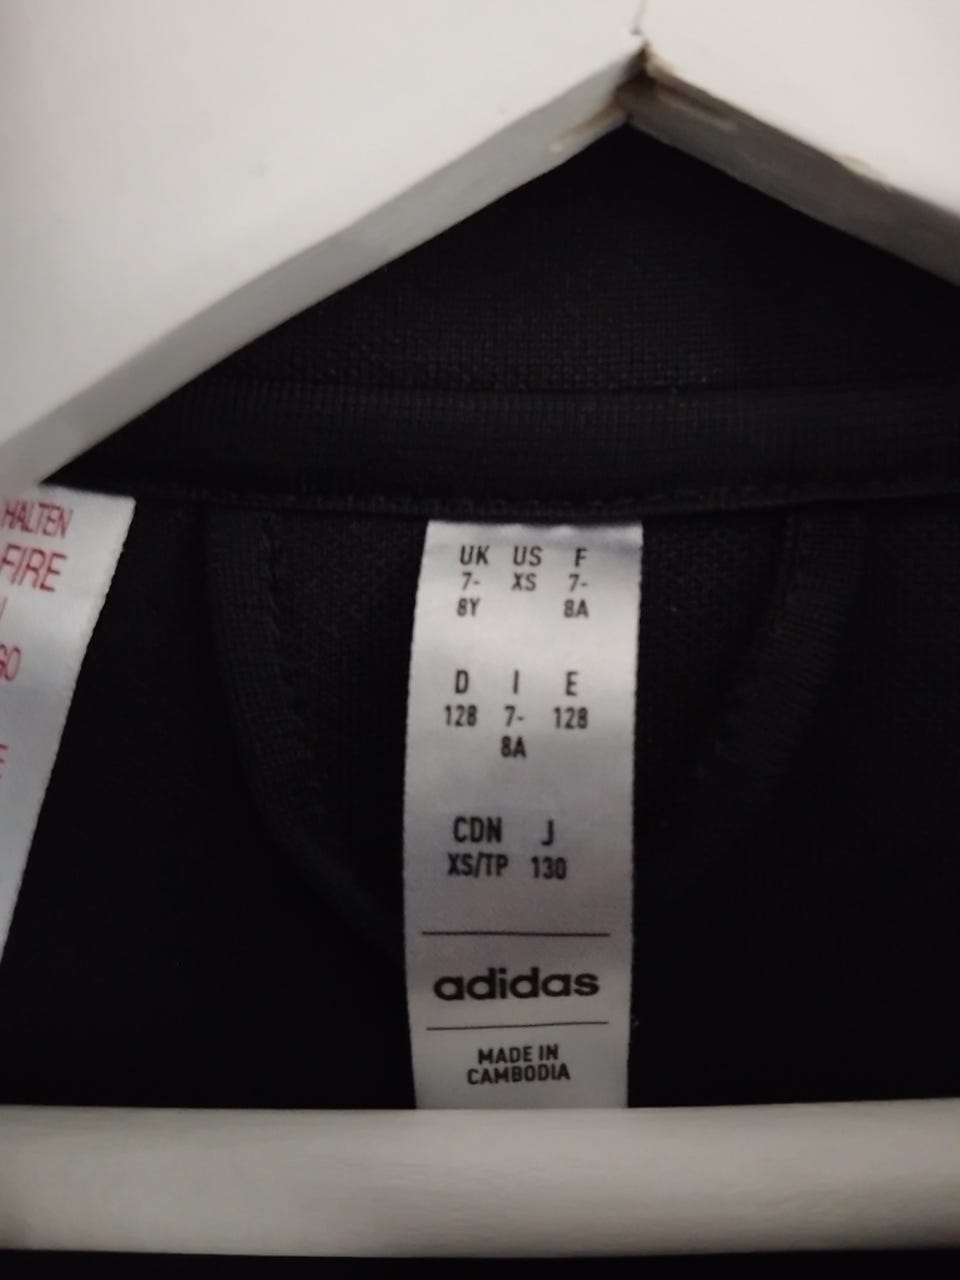 HALTEN
FIRE
UK US F
7- XS 7-
8Y 8A
D I E
128 7- 128
8A
CDN J
XS/TP 130
adidas
MADE IN
CAMBODIA